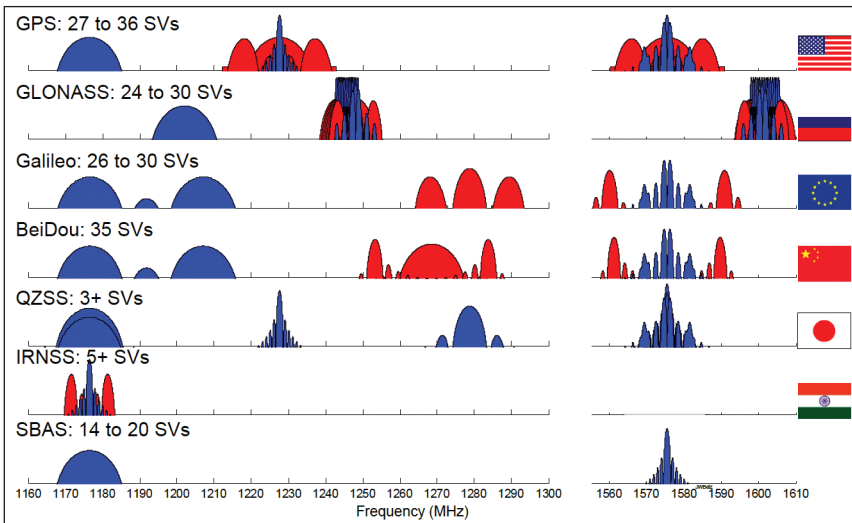 GPS: 27 to 36 SVs
GLONASS: 24 to 30 SVs
Galileo: 26 to 30 SVs
BeiDou: 35 SVs
QZSS: 3+ SVs
IRNSS: 5+ SVs
SBAS: 14 to 20 SVs
1160 1170 1180 1190 1200 1210 1220 1230 1240 1250 1260 1270 1280 1290 1300 1560 1570 1580 1590 1600 1610
Frequency (MHz)